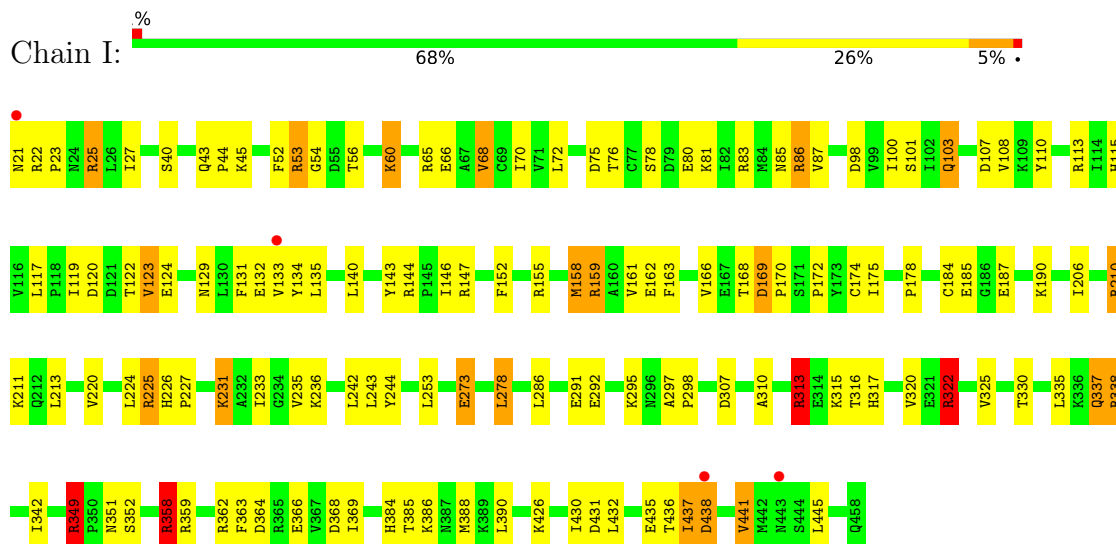 .%
Chain I:
68% 26% 5% •
N21 R22 P23 N24 R25 L26 I27 S40 Q43 P44 K45 F52 R53 G54 D55 T56 K60 R65 E66 A67 V68 C69 I70 V71 L72 D75 T76 C77 S78 D79 E80 K81 I82 R83 M84 N85 R86 V87 D98 V99 I100 S101 I102 Q103 D107 V108 K109 Y110 R113 I114 H115
V116 L117 P118 I119 D120 D121 T122 V123 E124 N129 L130 F131 E132 V133 Y134 L135 L140 Y143 R144 P145 I146 R147 F152 R155 M158 R159 A160 V161 E162 F163 V166 E167 T168 D169 P170 S171 P172 Y173 C174 I175 P178 C184 E185 G186 E187 K190 I206 R210
K211 Q212 L213 V220 L224 R225 H226 P227 K231 A232 I233 G234 V235 K236 L242 L243 Y244 L253 E273 L278 L286 E291 E292 K295 N296 A297 P298 D307 A310 R313 E314 K315 T316 H317 V320 E321 R322 V325 T330 L335 K336 Q337 R338
I342 R349 P350 N351 S352 R358 R359 R362 F363 D364 R365 E366 V367 D368 I369 H384 T385 K386 N387 M388 K389 L390 K426 I430 D431 L432 E435 T436 I437 D438 V441 M442 N443 S444 L445 Q458